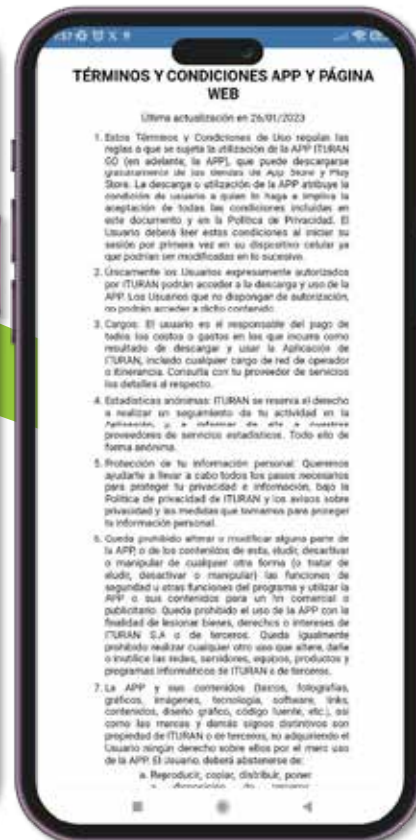 TÉRMINOS Y CONDICIONES APP Y PÁGINA
WEB
Última actualización en 26/01/2023
1. Estos Términos y Condiciones de Uso regulan las
reglas a que se sujeta la utilización de la APP ITURAN
GO (en adelante, la APP), que puede descargarse
gratuitamente de las tiendas de App Store y Play
Store. La descarga o utilización de la APP atribuye la
condición de usuario a quien lo haga e implica la
aceptación de todas las condiciones incluidas en
este documento y en la Política de Privacidad. El
Usuario deberá leer estas condiciones al iniciar su
sesión por primera vez en su dispositivo celular ya
que podrían ser modificadas en lo sucesivo.
2. Únicamente los Usuarios expresamente autorizados
por ITURAN podrán acceder a la descarga y uso de la
APP. Los Usuarios que no dispongan de autorización,
no podrán acceder a dicho contenido.
3. Cargos: El usuario es el responsable del pago de
todos los costos o gastos en los que incurra como
resultado de descargar y usar la Aplicación de
ITURAN, incluido cualquier cargo de red de operador
o itinerancia. Consulta con tu proveedor de servicios
los detalles al respecto.
4. Estadísticas anónimas: ITURAN se reserva el derecho
a realizar un seguimiento de tu actividad en la
Aplicación y a informar de ella a nuestros
proveedores de servicios estadísticos. Todo ello de
forma anónima.
5. Protección de tu información personal: Queremos
ayudarte a llevar a cabo todos los pasos necesarios
para proteger tu privacidad e información, bajo la
Política de privacidad de ITURAN y los avisos sobre
privacidad y las medidas que tomamos para proteger
tu información personal.
6. Queda prohibido alterar o modificar alguna parte de
la APP, o de los contenidos de esta, eludir, desactivar
o manipular de cualquier otra forma (o tratar de
eludir, desactivar o manipular) las funciones de
seguridad u otras funciones del programa y utilizar la
APP o sus contenidos para un fin comercial o
publicitario. Queda prohibido el uso de la APP con la
finalidad de lesionar bienes, derechos o intereses de
ITURAN S.A o de terceros. Queda igualmente
prohibido realizar cualquier otro uso que altere, dañe
o inutilice las redes, servidores, equipos, productos y
programas informáticos de ITURAN o de terceros.
7. La APP y sus contenidos (textos, fotografías,
gráficos, imágenes, tecnología, software, links,
contenidos, diseño gráfico, código fuente, etc.), así
como las marcas y demás signos distintivos son
propiedad de ITURAN o de terceros, no adquiriendo el
Usuario ningún derecho sobre ellos por el mero uso
de la APP. El Usuario, deberá abstenerse de:
a. Reproducir, copiar, distribuir, poner
a disposición de terceros